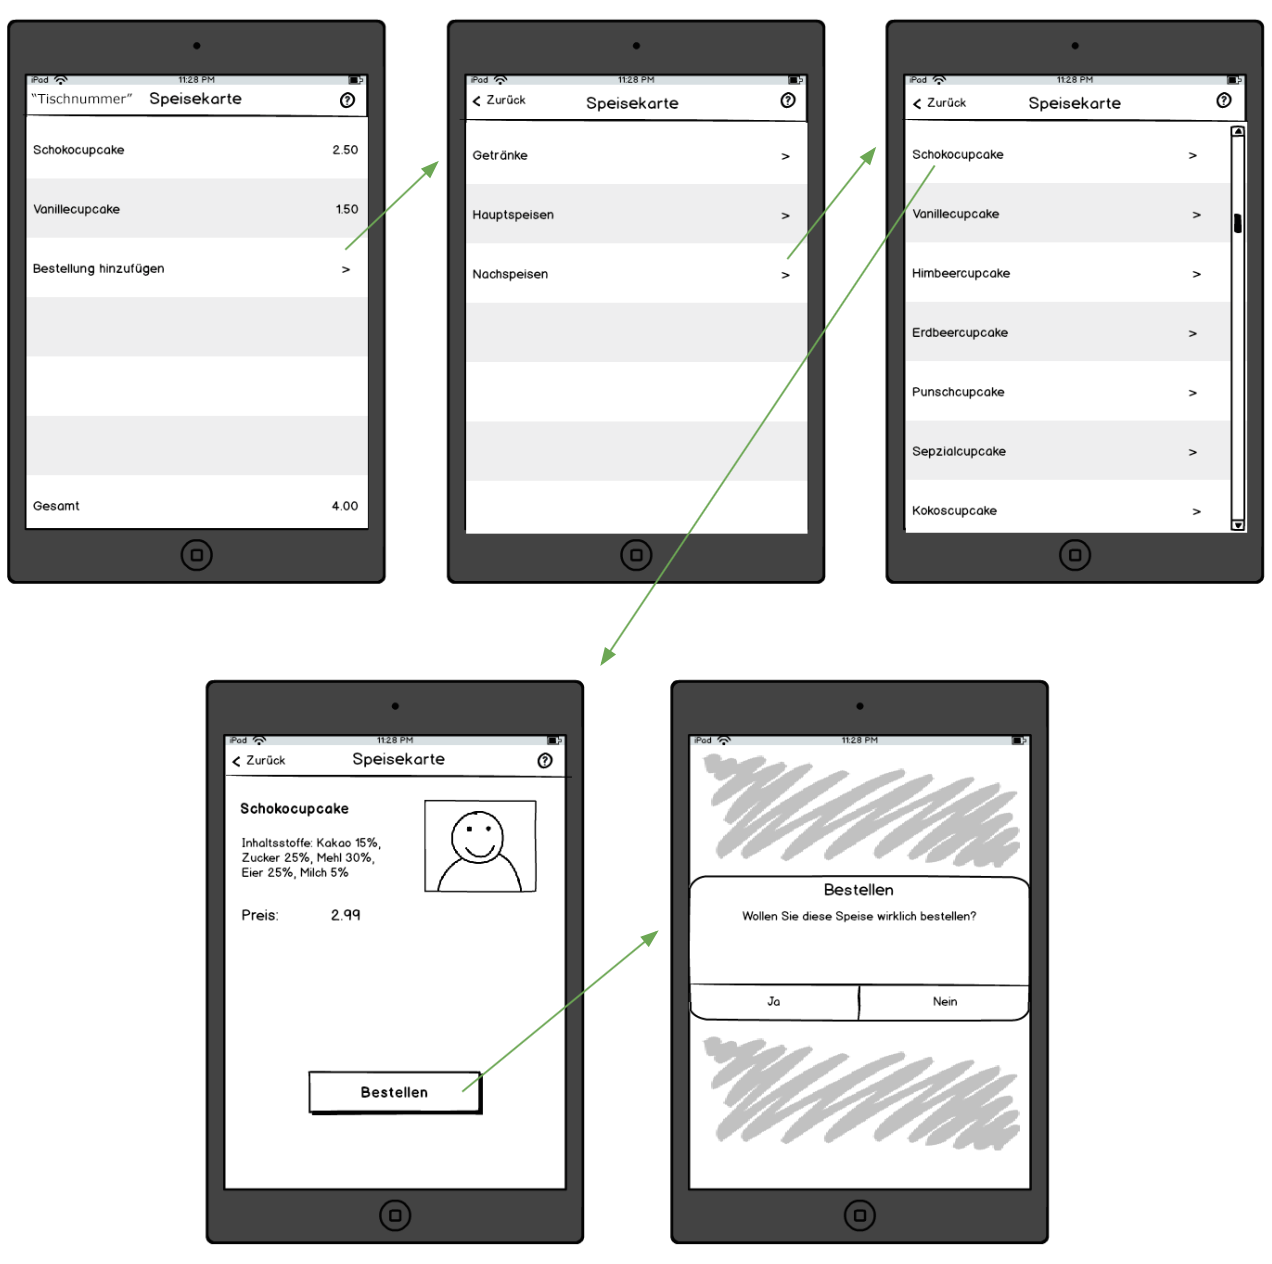 iPad 11:28 PM
"Tischnummer" Speisekarte ?
Schokocupcake 2.50
Vanillecupcake 1.50
Bestellung hinzufügen >
Gesamt 4.00
iPad 11:28 PM
< Zurück Speisekarte ?
Getränke >
Hauptspeisen >
Nachspeisen >
iPad 11:28 PM
< Zurück Speisekarte ?
Schokocupcake >
Vanillecupcake >
Himbeercupcake >
Erdbeercupcake >
Punschcupcake >
Sepzialcupcake >
Kokoscupcake >
iPad 11:28 PM
< Zurück Speisekarte ?
Schokocupcake
Inhaltsstoffe: Kakao 15%,
Zucker 25%, Mehl 30%,
Eier 25%, Milch 5%
Preis: 2.99
Bestellen
iPad 11:28 PM
Bestellen
Wollen Sie diese Speise wirklich bestellen?
Ja Nein